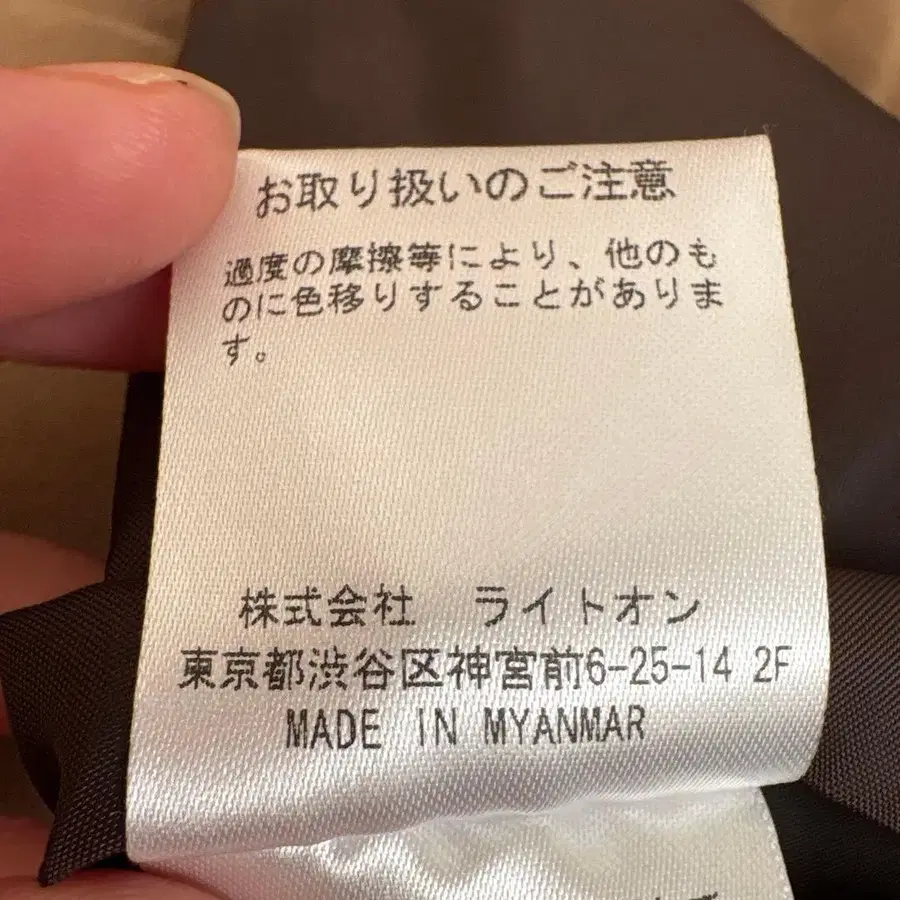 お取り扱いのご注意
過度の摩擦等により、他のも
のに色移りすることがありま
す。
株式会社　ライトオン
東京都渋谷区神宮前6-25-14 2F
MADE IN MYANMAR